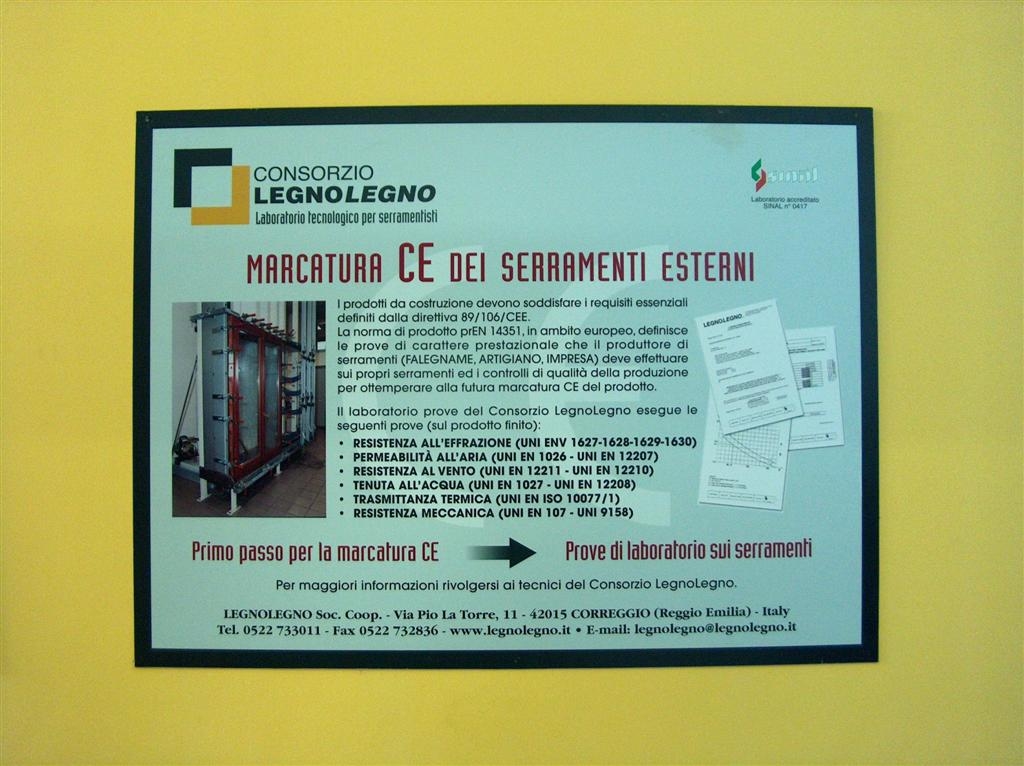 CONSORZIO
LEGNOLEGNO
Laboratorio tecnologico per serramentisti
sinal
Laboratorio accreditato
SINAL n° 0417
MARCATURA CE DEI SERRAMENTI ESTERNI
I prodotti da costruzione devono soddisfare i requisiti essenziali
definiti dalla direttiva 89/106/CEE.
La norma di prodotto prEN 14351, in ambito europeo, definisce
le prove di carattere prestazionale che il produttore di
serramenti (FALEGNAME, ARTIGIANO, IMPRESA) deve effettuare
sui propri serramenti ed i controlli di qualità della produzione
per ottemperare alla futura marcatura CE del prodotto.
Il laboratorio prove del Consorzio LegnoLegno esegue le
seguenti prove (sul prodotto finito):
• RESISTENZA ALL'EFFRAZIONE (UNI ENV 1627-1628-1629-1630)
• PERMEABILITÀ ALL'ARIA (UNI EN 1026 - UNI EN 12207)
• RESISTENZA AL VENTO (UNI EN 12211 - UNI EN 12210)
• TENUTA ALL'ACQUA (UNI EN 1027 - UNI EN 12208)
• TRASMITTANZA TERMICA (UNI EN ISO 10077/1)
• RESISTENZA MECCANICA (UNI EN 107 - UNI 9158)
LEGNOLEGNO
Primo passo per la marcatura CE
Prove di laboratorio sui serramenti
Per maggiori informazioni rivolgersi ai tecnici del Consorzio LegnoLegno.
LEGNOLEGNO Soc. Coop. - Via Pio La Torre, 11 - 42015 CORREGGIO (Reggio Emilia) - Italy
Tel. 0522 733011 - Fax 0522 732836 - www.legnolegno.it • E-mail: legnolegno@legnolegno.it